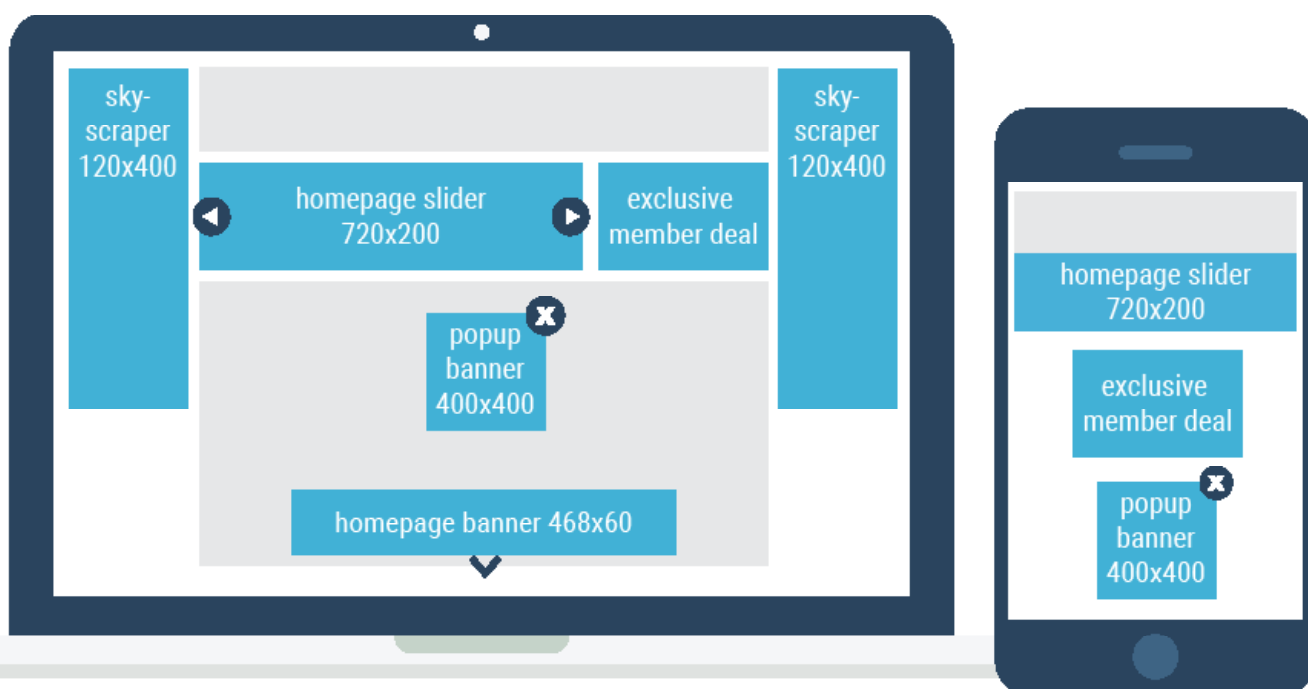 sky-
scraper
120x400
homepage slider
720x200
exclusive
member deal
sky-
scraper
120x400
popup
banner
400x400
X
homepage banner 468x60
homepage slider
720x200
exclusive
member deal
popup
banner
400x400
X